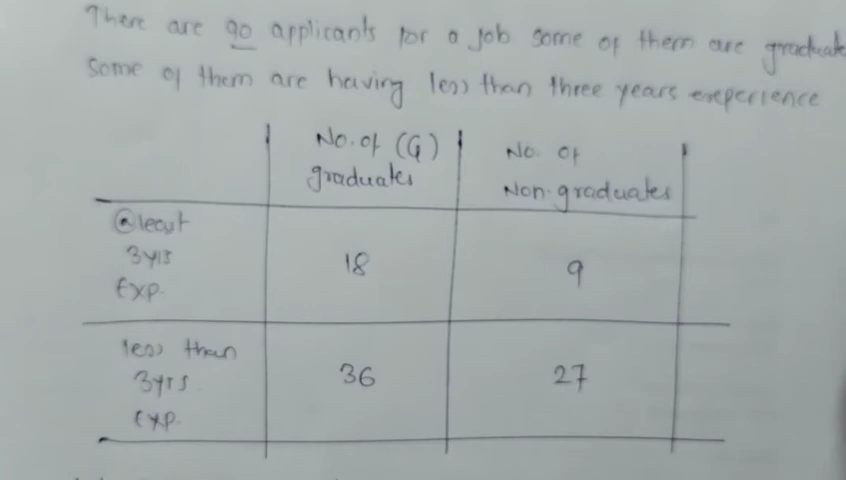 There are 90 applicants for a job some of them are graduate
some of them are having less than three years experience
No. of (G) graduates
No. of Non-graduates
@least 3yrs Exp.
18
9
less than 3yrs Exp.
36
27